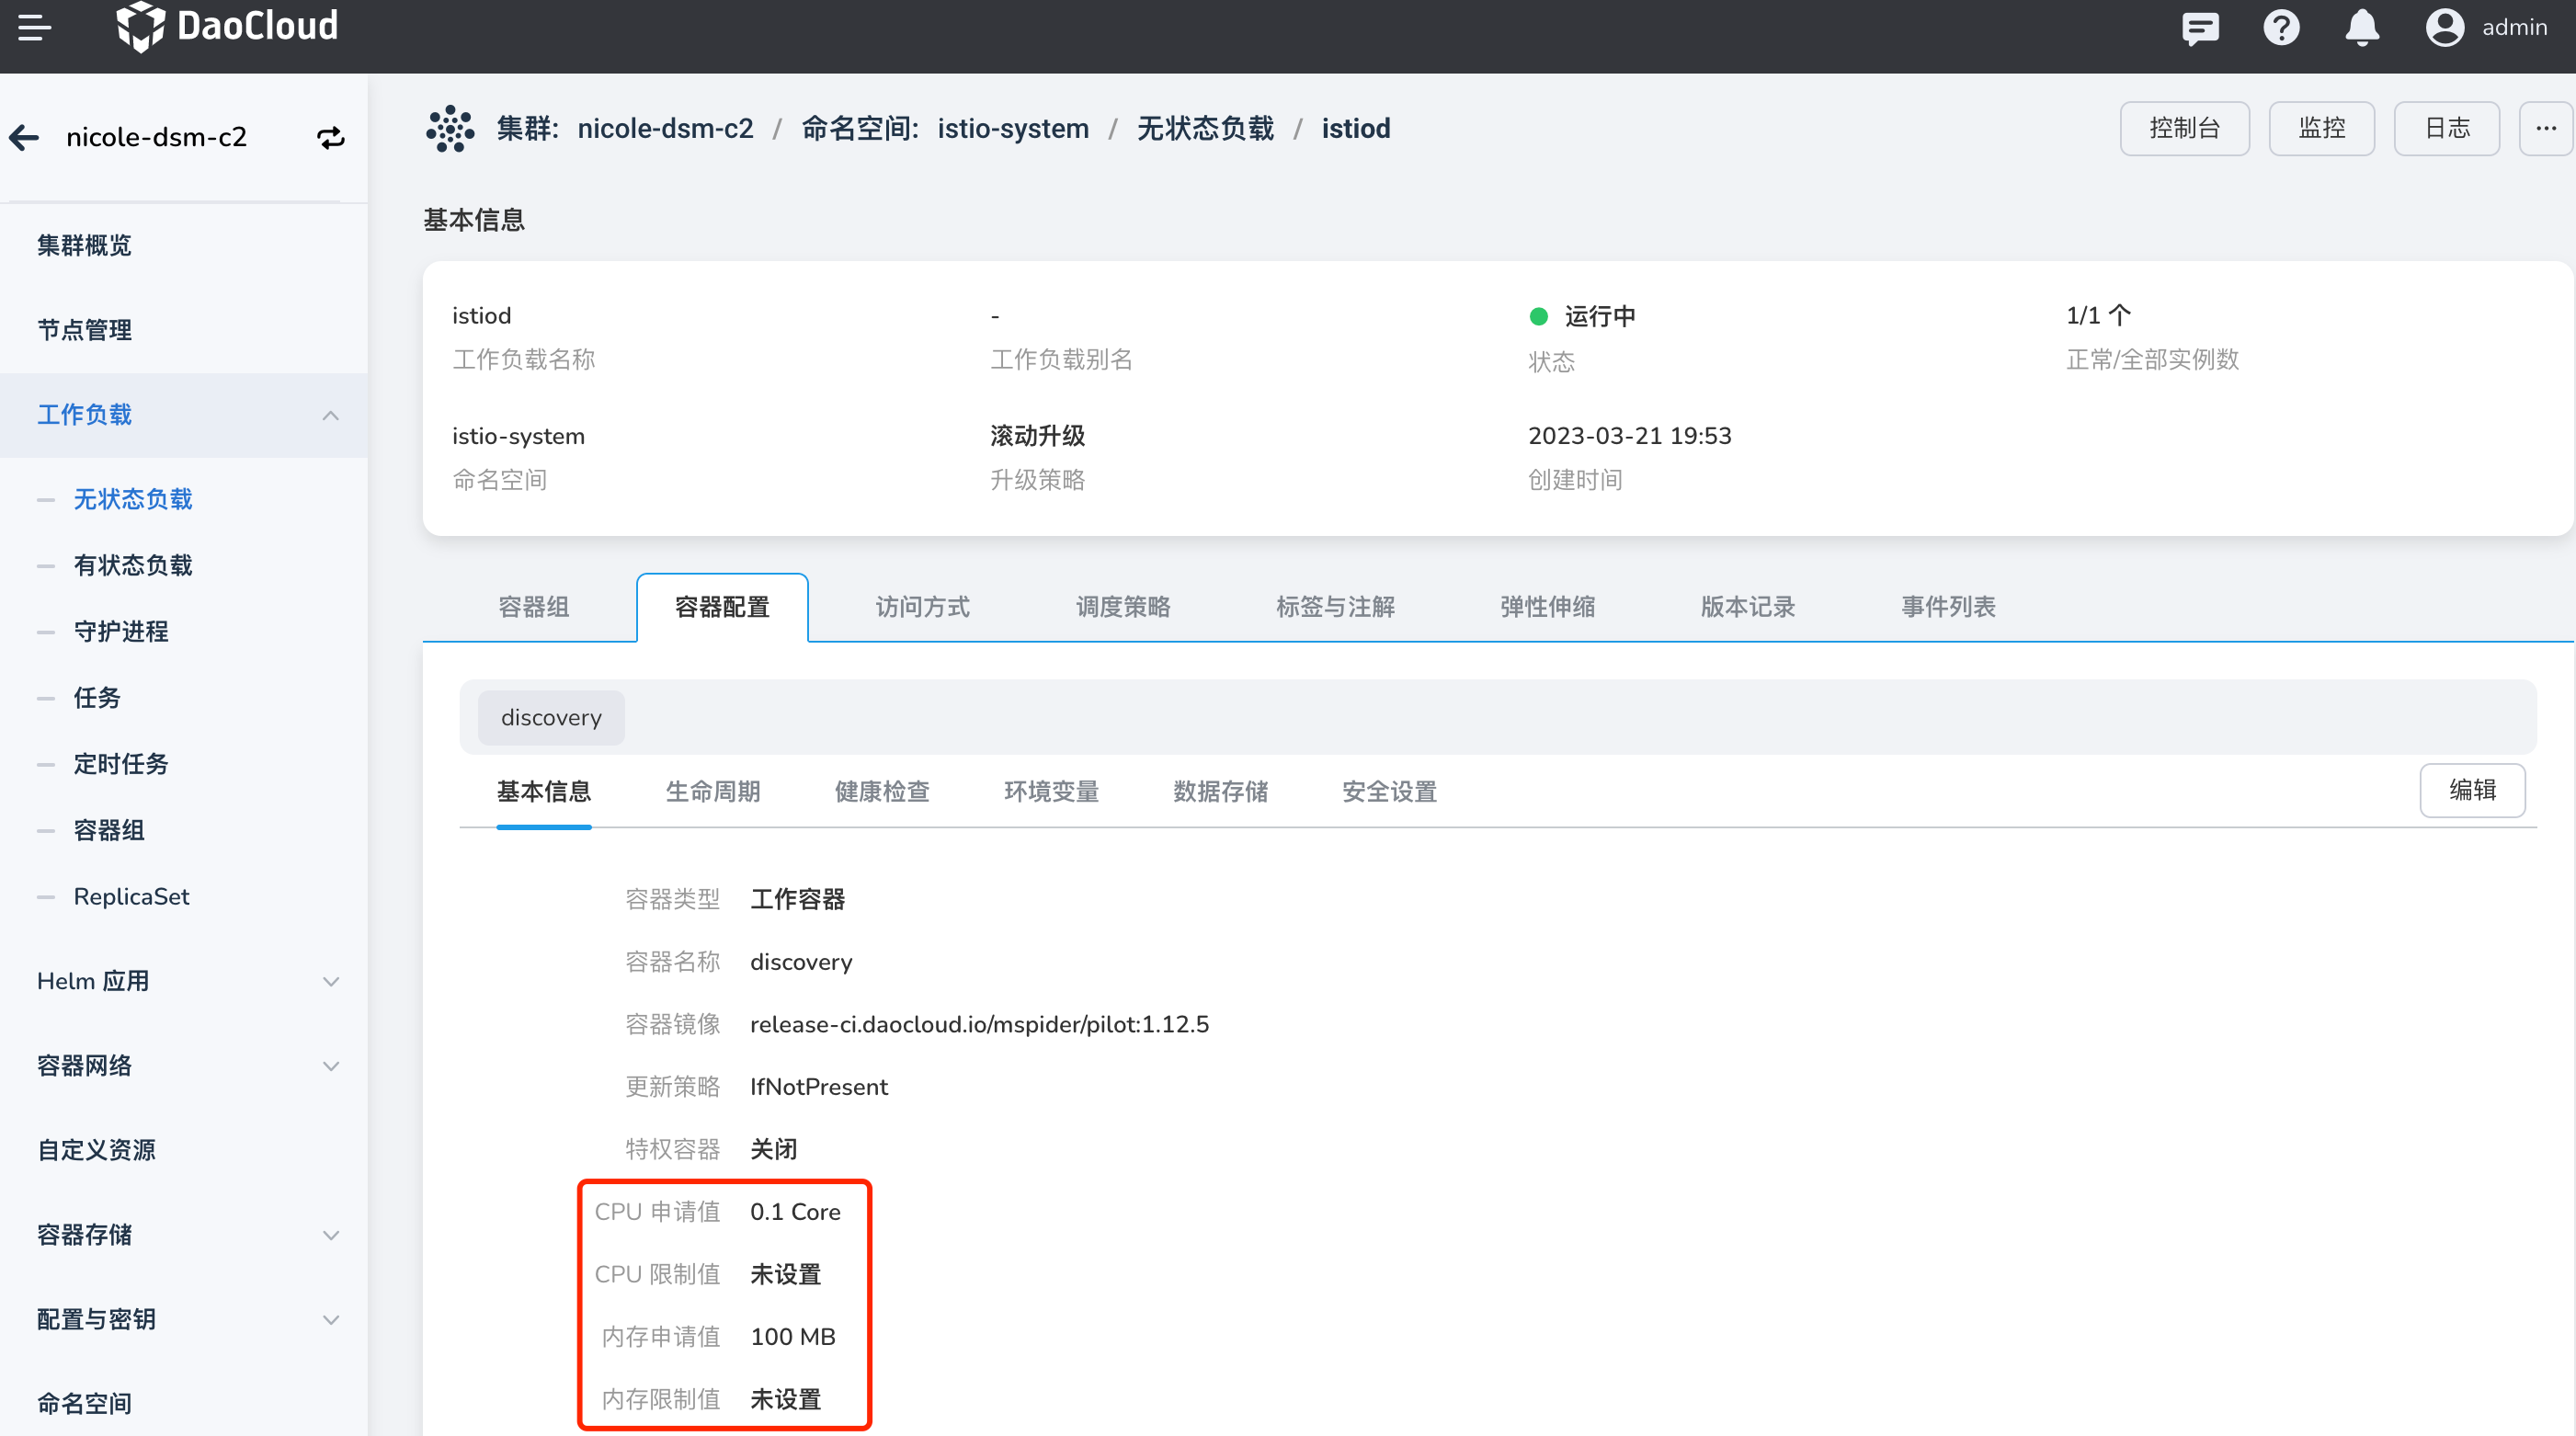 DaoCloud
admin
nicole-dsm-c2
集群: nicole-dsm-c2 / 命名空间: istio-system / 无状态负载 / istiod
控制台
监控
日志
集群概览
节点管理
工作负载
无状态负载
有状态负载
守护进程
任务
定时任务
容器组
ReplicaSet
Helm 应用
容器网络
自定义资源
容器存储
配置与密钥
命名空间
基本信息
istiod
工作负载名称
-
工作负载别名
运行中
状态
1/1 个
正常/全部实例数
istio-system
命名空间
滚动升级
升级策略
2023-03-21 19:53
创建时间
容器组 容器配置 访问方式 调度策略 标签与注解 弹性伸缩 版本记录 事件列表
discovery
基本信息 生命周期 健康检查 环境变量 数据存储 安全设置
编辑
容器类型 工作容器
容器名称 discovery
容器镜像 release-ci.daocloud.io/mspider/pilot:1.12.5
更新策略 IfNotPresent
特权容器 关闭
CPU 申请值 0.1 Core
CPU 限制值 未设置
内存申请值 100 MB
内存限制值 未设置